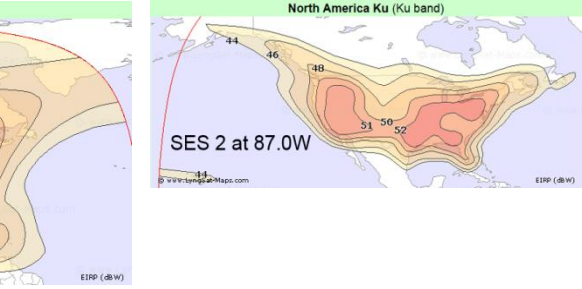 North America Ku (Ku band)
44
46
48
51 50
52
SES 2 at 87.0W
44
© www.LyngSat-Maps.com
EIRP (dBW)
EIRP (dBW)